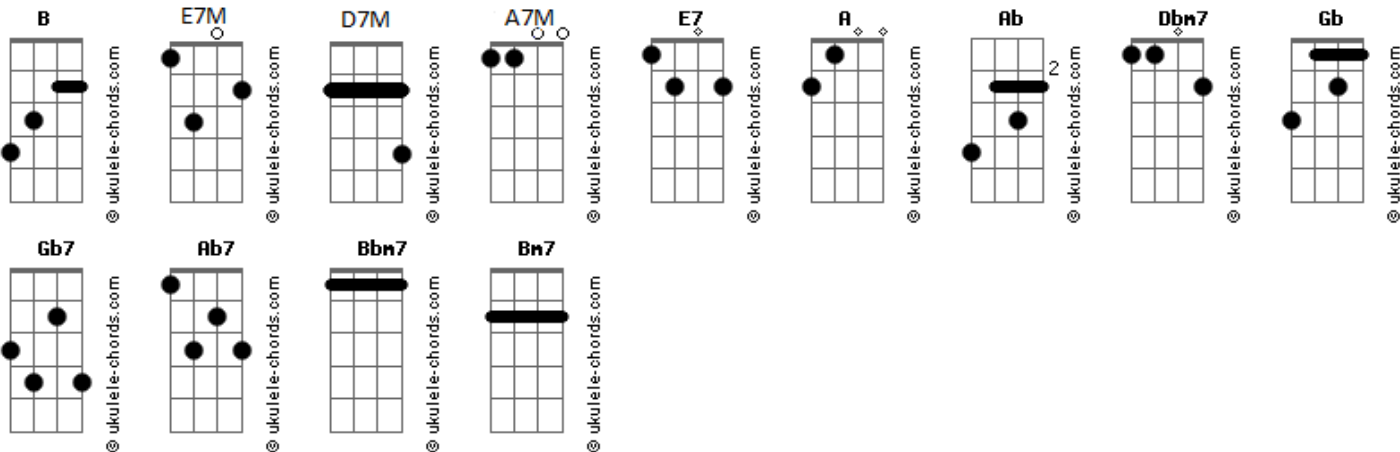 B E7M D7M A7M E7 A Ab Dbm7 Gb
2
© ukulele-chords.com © ukulele-chords.com © ukulele-chords.com © ukulele-chords.com © ukulele-chords.com © ukulele-chords.com © ukulele-chords.com © ukulele-chords.com © ukulele-chords.com
Gb7 Ab7 Bbm7 Bm7
© ukulele-chords.com © ukulele-chords.com © ukulele-chords.com © ukulele-chords.com